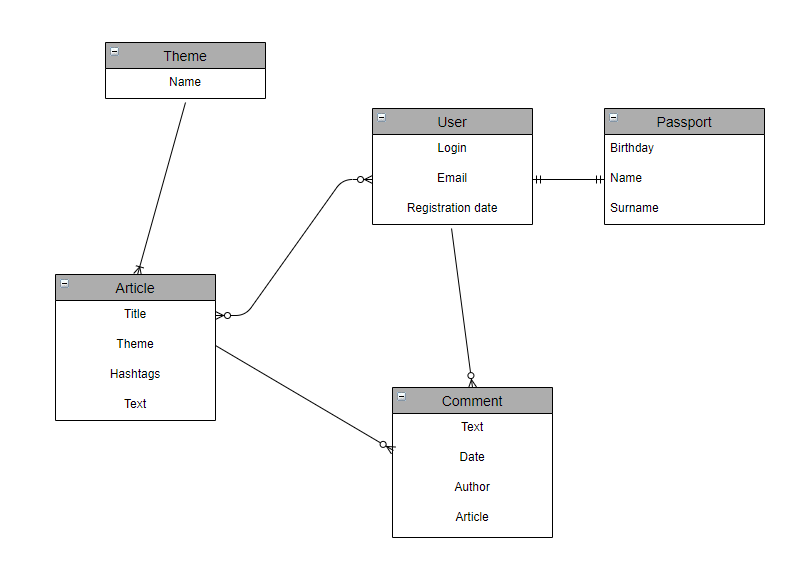 Theme
Name
User
Login
Email
Registration date
Passport
Birthday
Name
Surname
Article
Title
Theme
Hashtags
Text
Comment
Text
Date
Author
Article